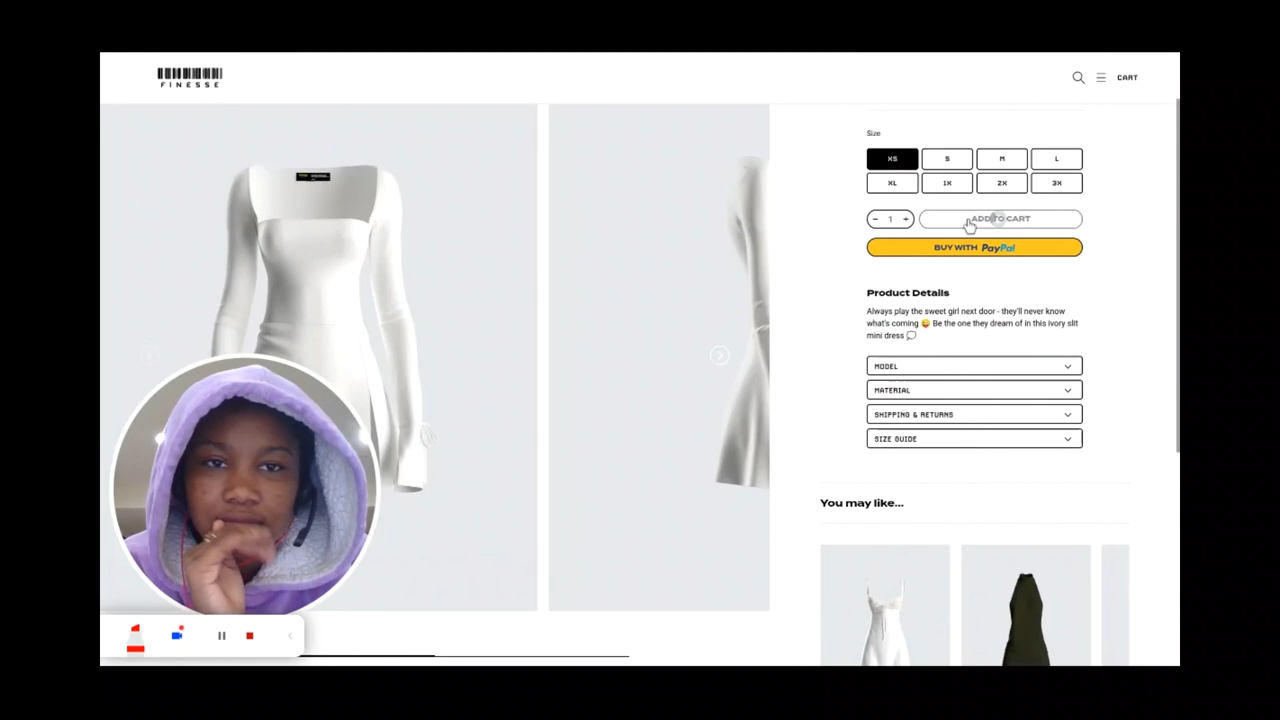 FINESSE
CART
Size
XS S M L
XL 1X 2X 3X
− 1 + ADD TO CART
BUY WITH PayPal
Product Details
Always play the sweet girl next door - they'll never know
what's coming 😜 Be the one they dream of in this ivory slit
mini dress 💭
MODEL
MATERIAL
SHIPPING & RETURNS
SIZE GUIDE
You may like...